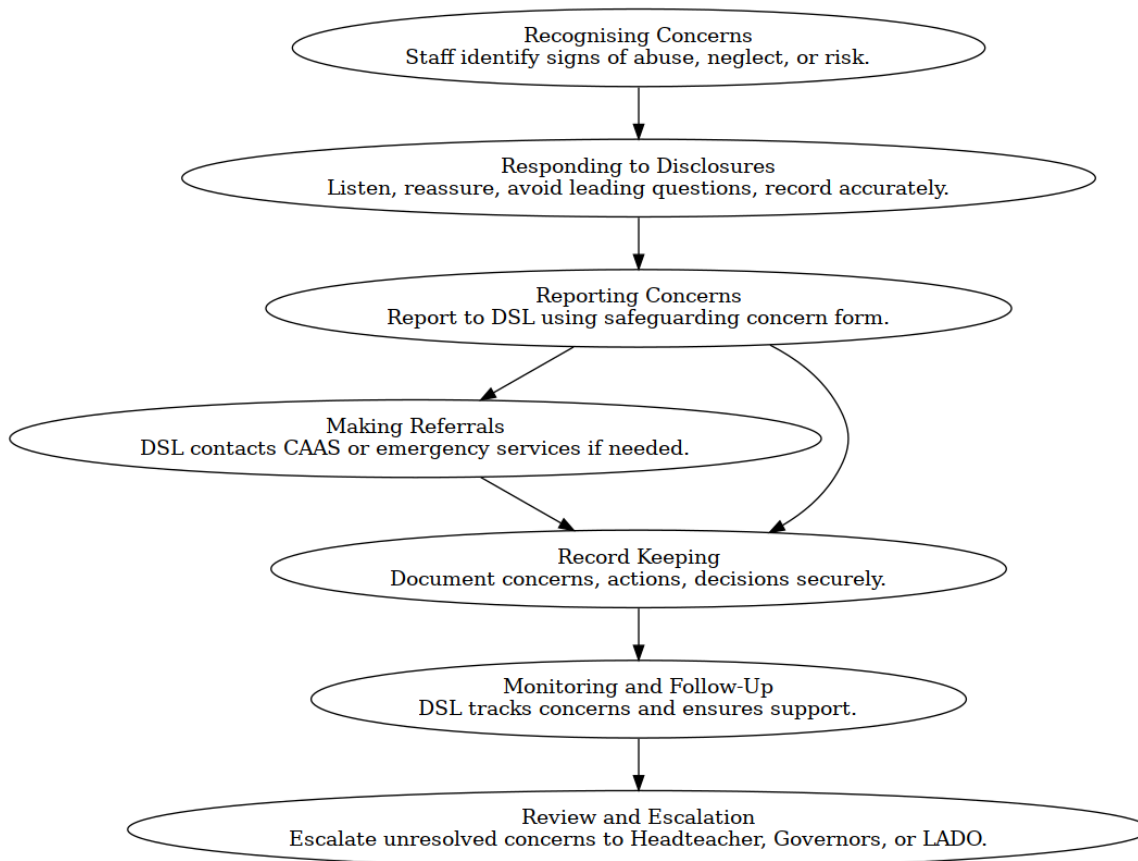 Recognising Concerns
Staff identify signs of abuse, neglect, or risk.
Responding to Disclosures
Listen, reassure, avoid leading questions, record accurately.
Reporting Concerns
Report to DSL using safeguarding concern form.
Making Referrals
DSL contacts CAAS or emergency services if needed.
Record Keeping
Document concerns, actions, decisions securely.
Monitoring and Follow-Up
DSL tracks concerns and ensures support.
Review and Escalation
Escalate unresolved concerns to Headteacher, Governors, or LADO.